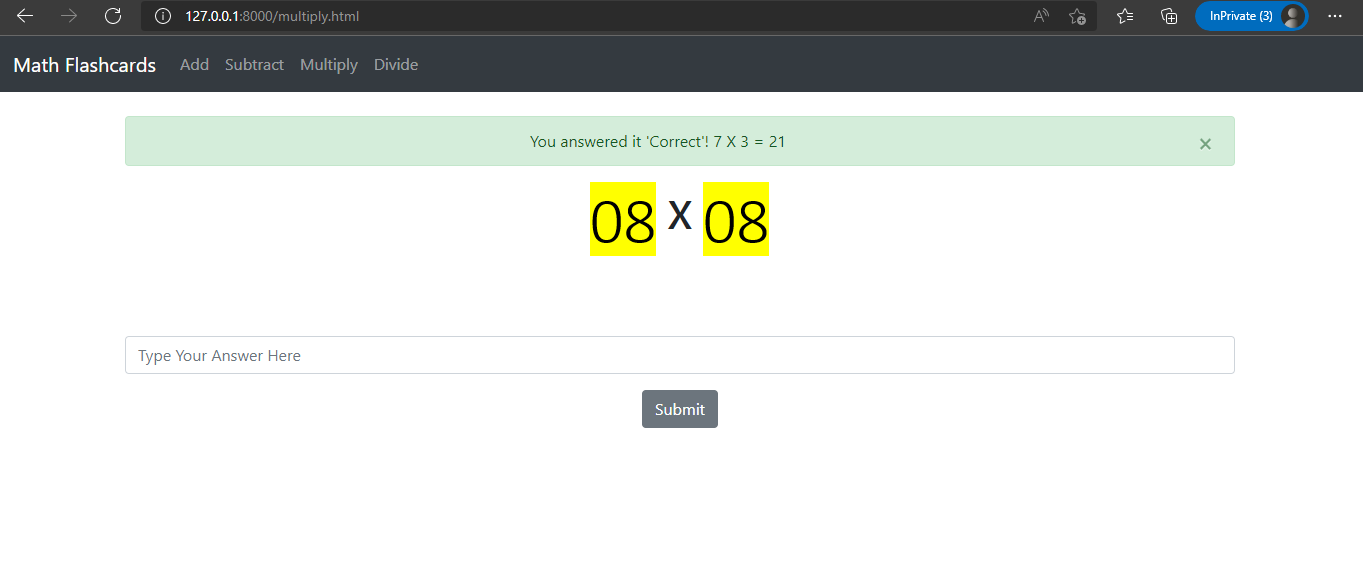 127.0.0.1:8000/multiply.html
InPrivate (3)
Math Flashcards Add Subtract Multiply Divide
You answered it 'Correct'! 7 X 3 = 21 ×
08 X 08
Type Your Answer Here
Submit